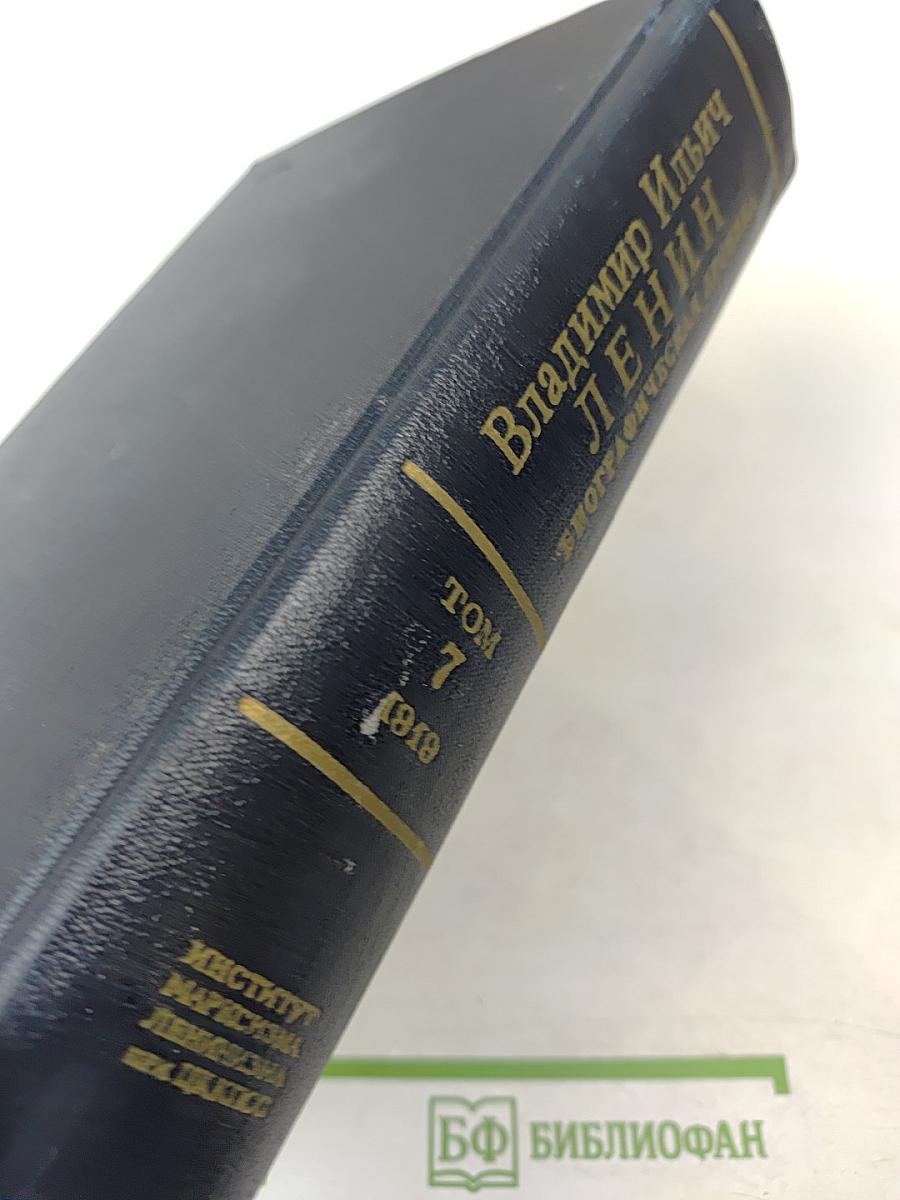 Владимир Ильич
ЛЕНИН
БИОГРАФИЧЕСКАЯ ХРОНИКА
ТОМ
7
1919
ИНСТИТУТ
МАРКСИЗМА
ЛЕНИНИЗМА
ПРИ ЦК КПСС
БФ БИБЛИОФАН